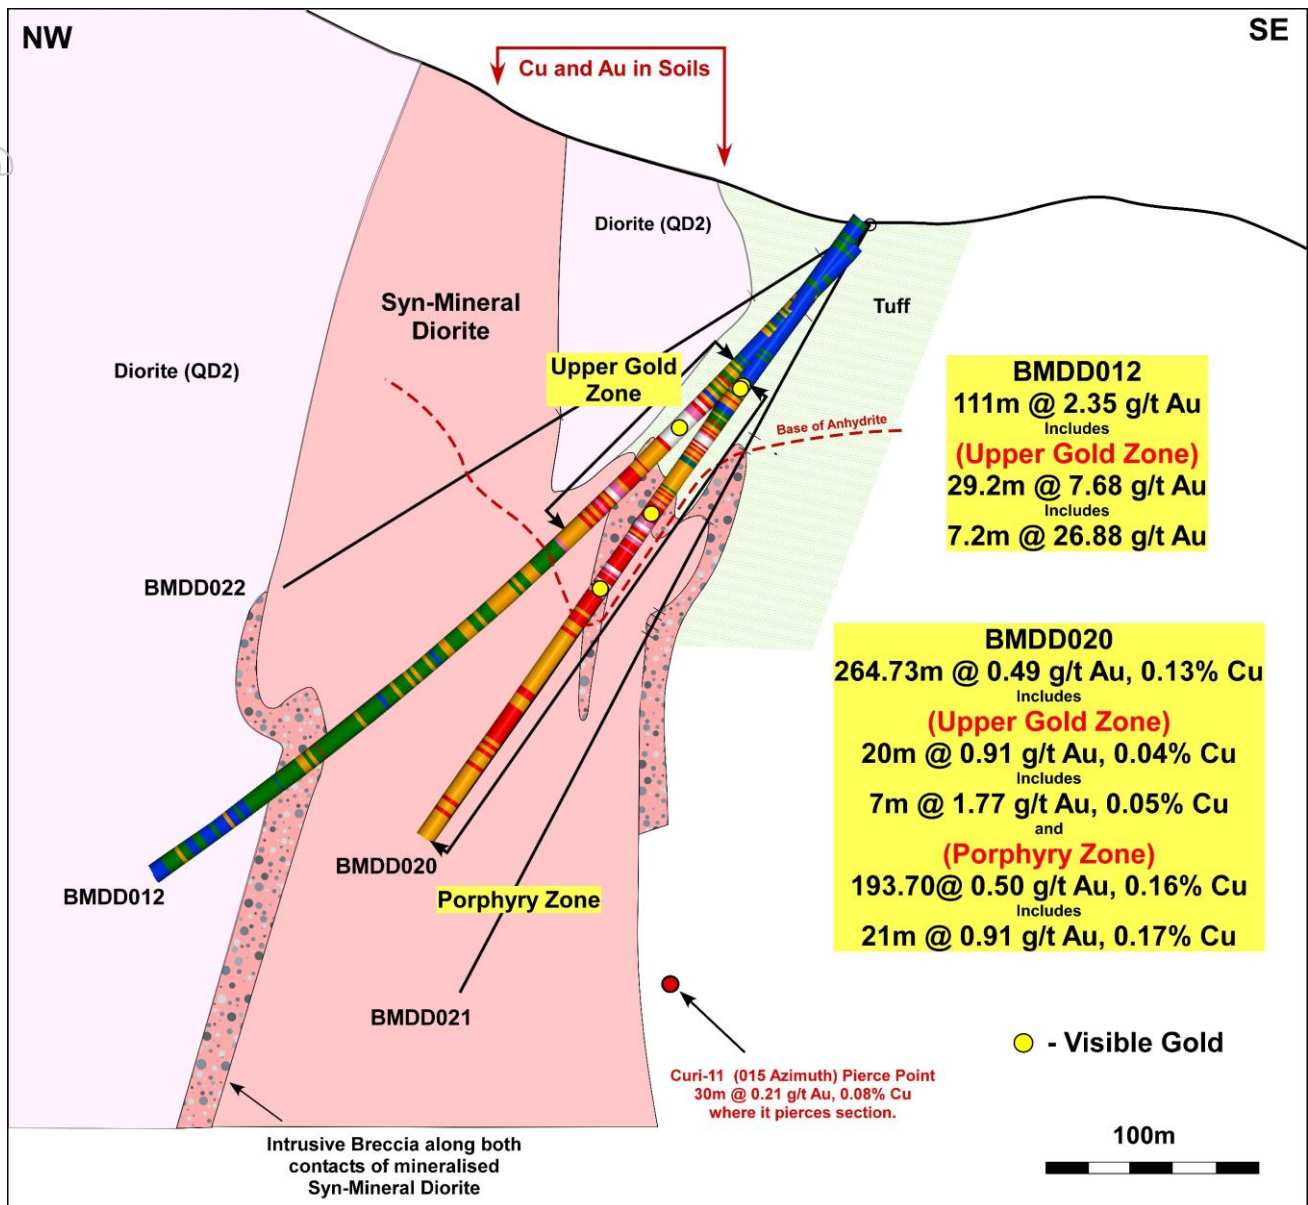 NW
SE
Cu and Au in Soils
Diorite (QD2)
Tuff
Syn-Mineral
Diorite
Diorite (QD2)
Upper Gold
Zone
Base of Anhydrite
BMDD012
111m @ 2.35 g/t Au
Includes
(Upper Gold Zone)
29.2m @ 7.68 g/t Au
Includes
7.2m @ 26.88 g/t Au
BMDD022
BMDD020
264.73m @ 0.49 g/t Au, 0.13% Cu
Includes
(Upper Gold Zone)
20m @ 0.91 g/t Au, 0.04% Cu
Includes
7m @ 1.77 g/t Au, 0.05% Cu
and
(Porphyry Zone)
193.70@ 0.50 g/t Au, 0.16% Cu
Includes
21m @ 0.91 g/t Au, 0.17% Cu
BMDD020
BMDD012
Porphyry Zone
BMDD021
- Visible Gold
Curi-11 (015 Azimuth) Pierce Point
30m @ 0.21 g/t Au, 0.08% Cu
where it pierces section.
100m
Intrusive Breccia along both
contacts of mineralised
Syn-Mineral Diorite